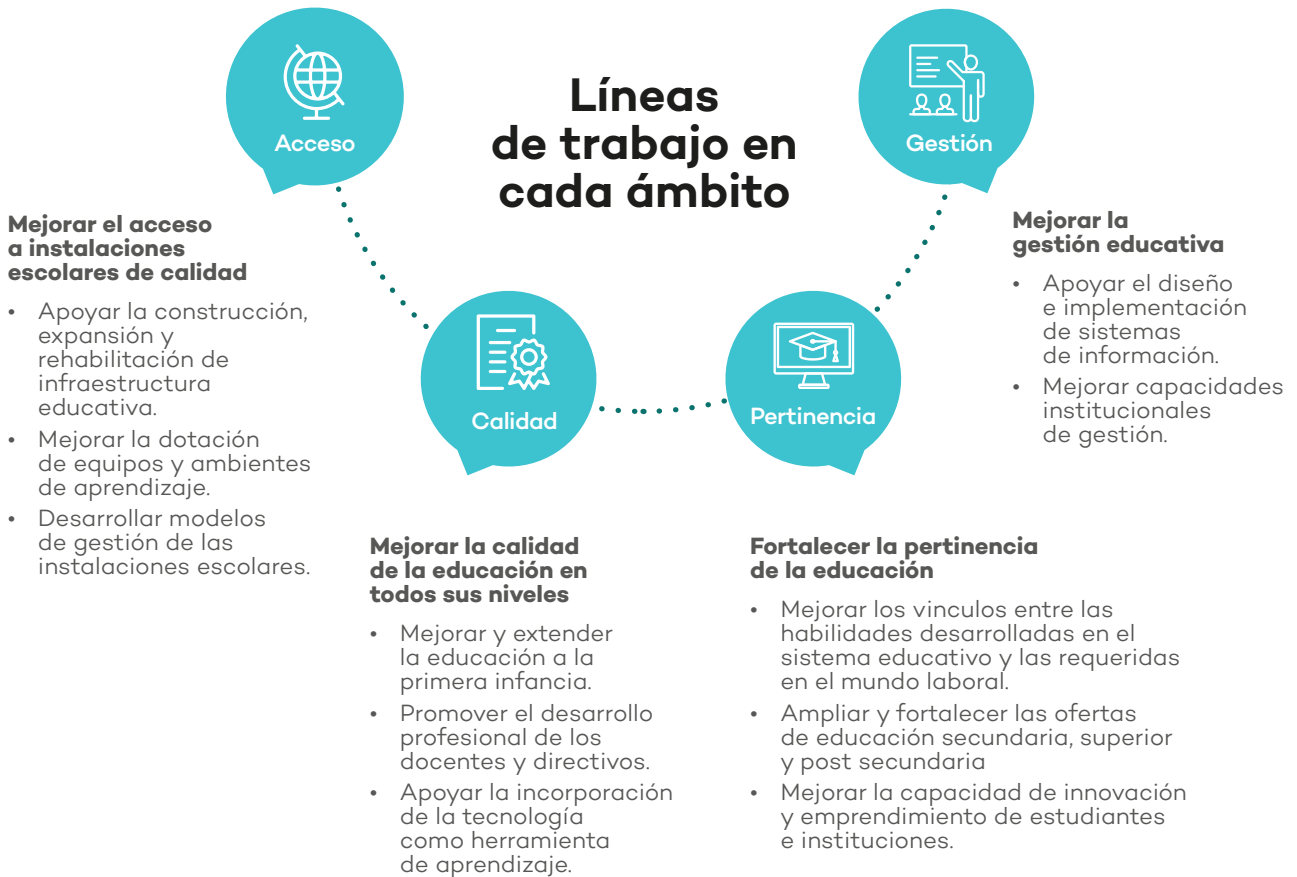 Líneas
de trabajo en
cada ámbito
Acceso
Mejorar el acceso
a instalaciones
escolares de calidad
• Apoyar la construcción,
expansión y
rehabilitación de
infraestructura
educativa.
• Mejorar la dotación
de equipos y ambientes
de aprendizaje.
• Desarrollar modelos
de gestión de las
instalaciones escolares.
Calidad
Mejorar la calidad
de la educación en
todos sus niveles
• Mejorar y extender
la educación a la
primera infancia.
• Promover el desarrollo
profesional de los
docentes y directivos.
• Apoyar la incorporación
de la tecnología
como herramienta
de aprendizaje.
Pertinencia
Fortalecer la pertinencia
de la educación
• Mejorar los vinculos entre las
habilidades desarrolladas en el
sistema educativo y las requeridas
en el mundo laboral.
• Ampliar y fortalecer las ofertas
de educación secundaria, superior
y post secundaria
• Mejorar la capacidad de innovación
y emprendimiento de estudiantes
e instituciones.
Gestión
Mejorar la
gestión educativa
• Apoyar el diseño
e implementación
de sistemas
de información.
• Mejorar capacidades
institucionales
de gestión.